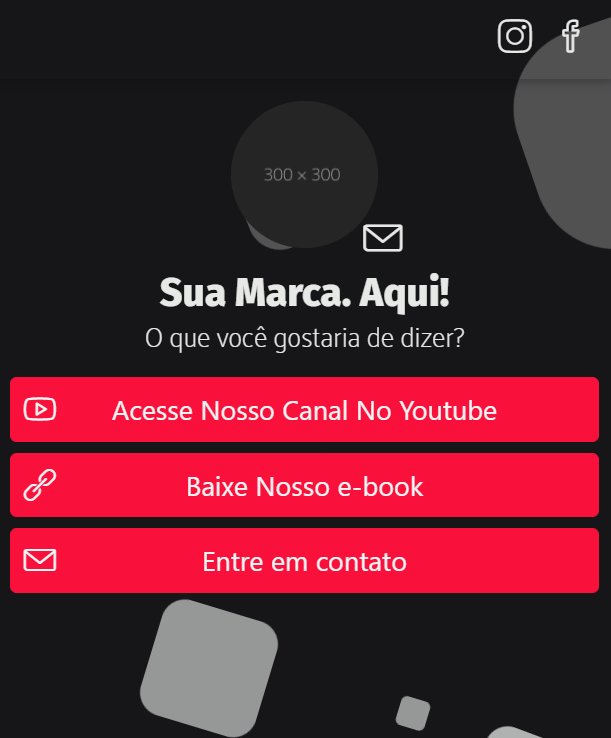 300 × 300
Sua Marca. Aqui!
O que você gostaria de dizer?
Acesse Nosso Canal No Youtube
Baixe Nosso e-book
Entre em contato